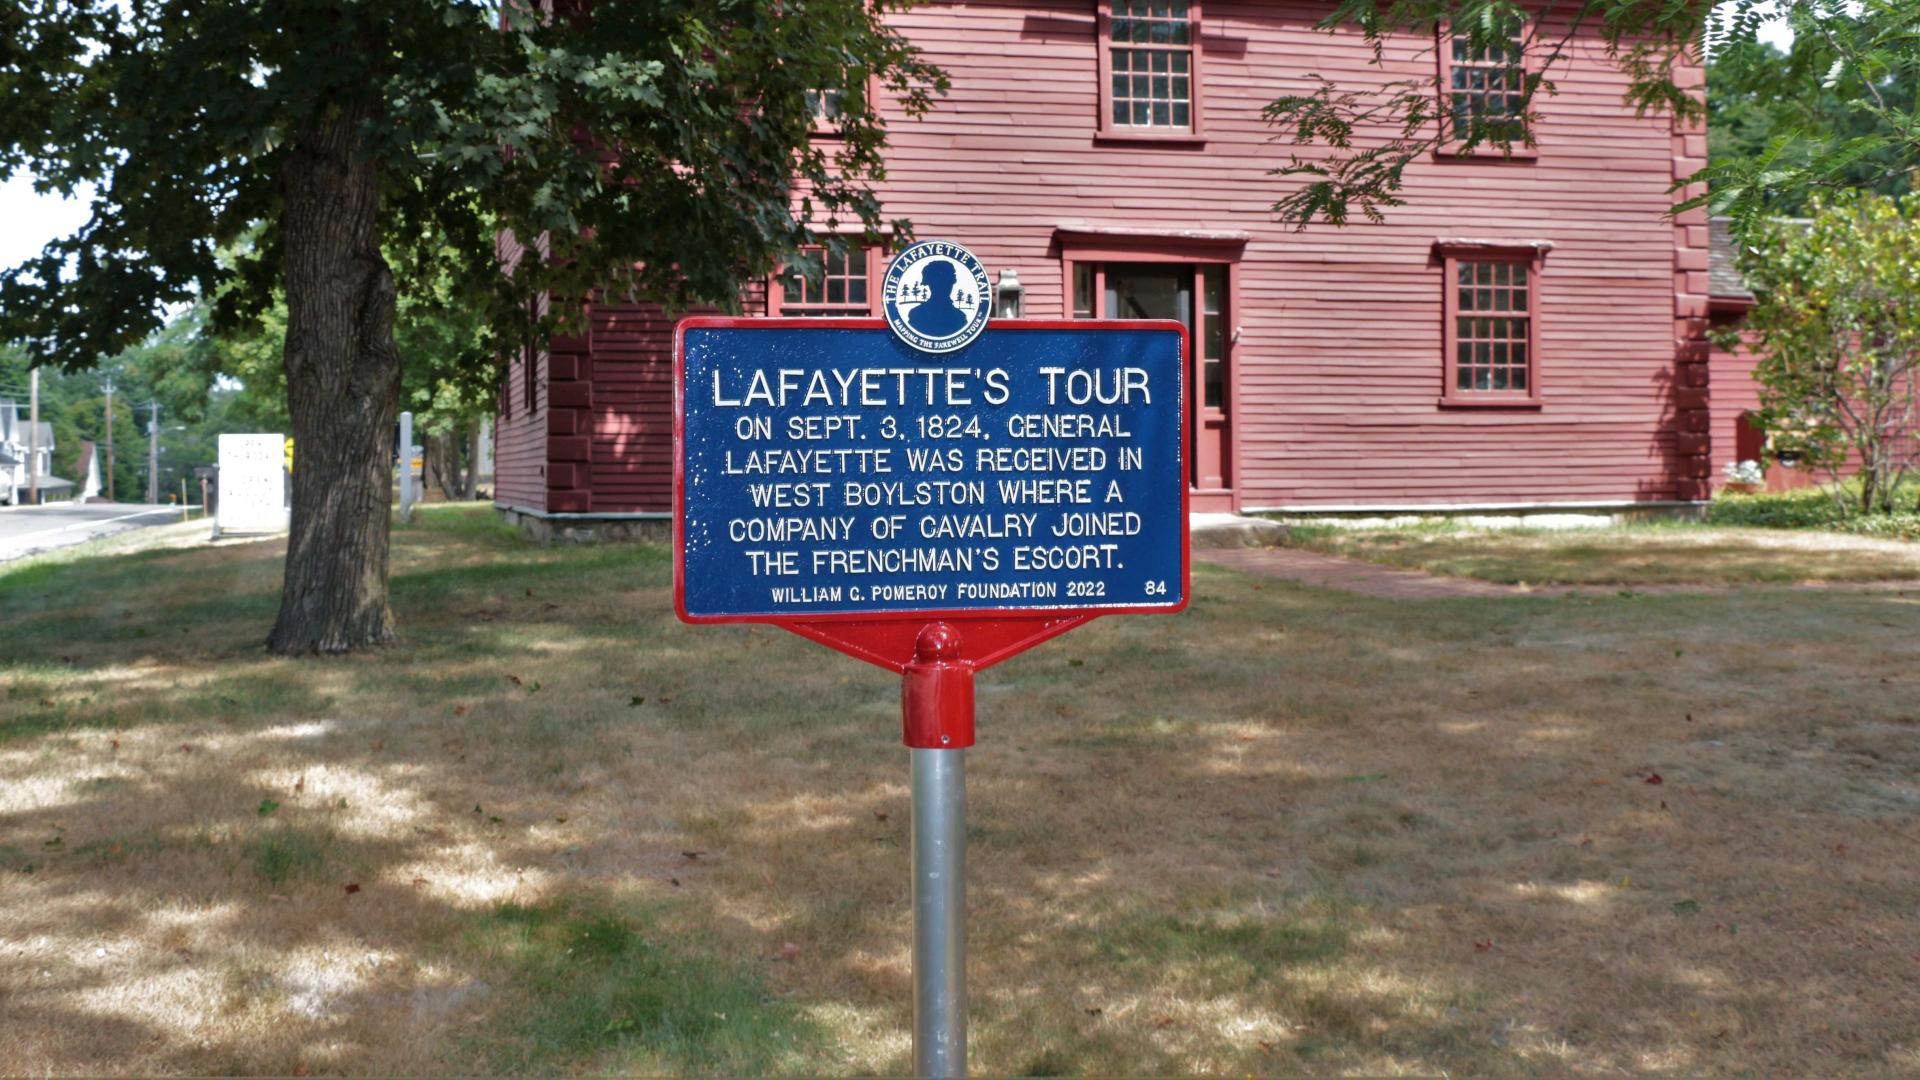 THE LAFAYETTE TRAIL
MAPPING THE FAREWELL TOUR
LAFAYETTE'S TOUR
ON SEPT. 3, 1824, GENERAL
LAFAYETTE WAS RECEIVED IN
WEST BOYLSTON WHERE A
COMPANY OF CAVALRY JOINED
THE FRENCHMAN'S ESCORT.
WILLIAM G. POMEROY FOUNDATION 2022 84